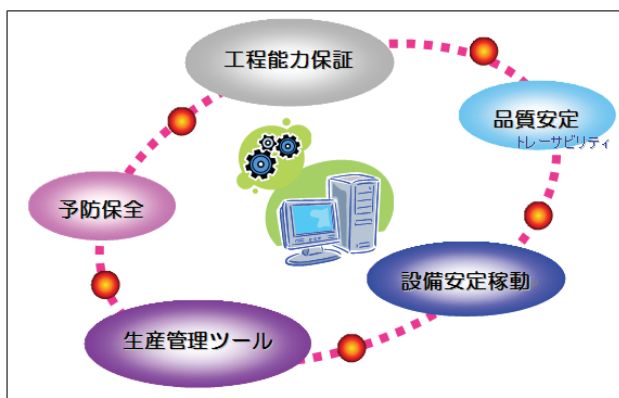 工程能力保証
品質安定
トレーサビリティ
予防保全
設備安定稼動
生産管理ツール